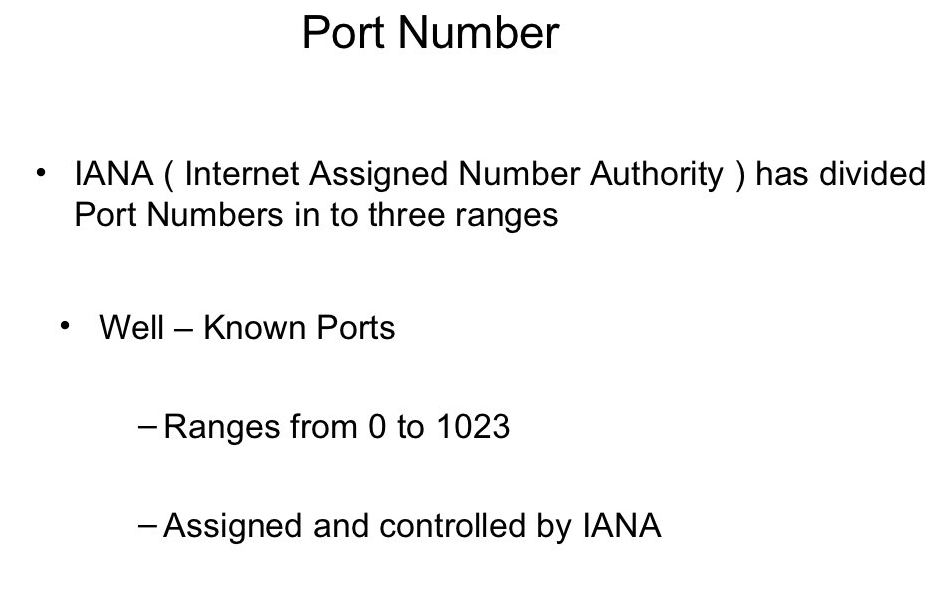 Port Number
• IANA ( Internet Assigned Number Authority ) has divided
Port Numbers in to three ranges
• Well – Known Ports
– Ranges from 0 to 1023
– Assigned and controlled by IANA